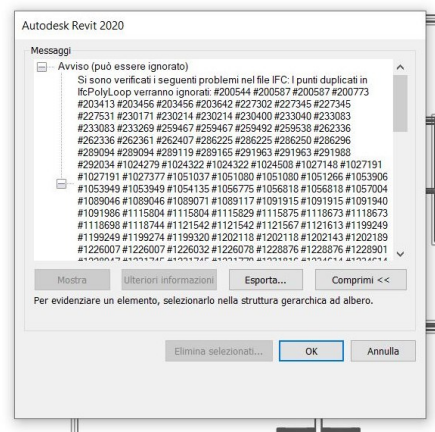 Autodesk Revit 2020
Messaggi
Avviso (può essere ignorato)
Si sono verificati i seguenti problemi nel file IFC: I punti duplicati in
IfcPolyLoop verranno ignorati: #200544 #200587 #200587 #200773
#203413 #203456 #203456 #203642 #227302 #227345 #227345
#227531 #230171 #230214 #230214 #230400 #233040 #233083
#233083 #233269 #259467 #259467 #259492 #259538 #262336
#262336 #262361 #262407 #286225 #286225 #286250 #286296
#289094 #289094 #289119 #289165 #291963 #291963 #291988
#292034 #1024279 #1024322 #1024322 #1024508 #1027148 #1027191
#1027191 #1027377 #1051037 #1051080 #1051080 #1051266 #1053906
#1053949 #1053949 #1054135 #1056775 #1056818 #1056818 #1057004
#1089046 #1089046 #1089071 #1089117 #1091915 #1091915 #1091940
#1091986 #1115804 #1115804 #1115829 #1115875 #1118673 #1118673
#1118698 #1118744 #1121542 #1121542 #1121567 #1121613 #1199249
#1199249 #1199274 #1199320 #1202118 #1202118 #1202143 #1202189
#1226007 #1226007 #1226032 #1226078 #1228876 #1228876 #1228901
Mostra
Ulteriori informazioni
Esporta...
Comprimi <<
Per evidenziare un elemento, selezionarlo nella struttura gerarchica ad albero.
Elimina selezionati...
OK
Annulla